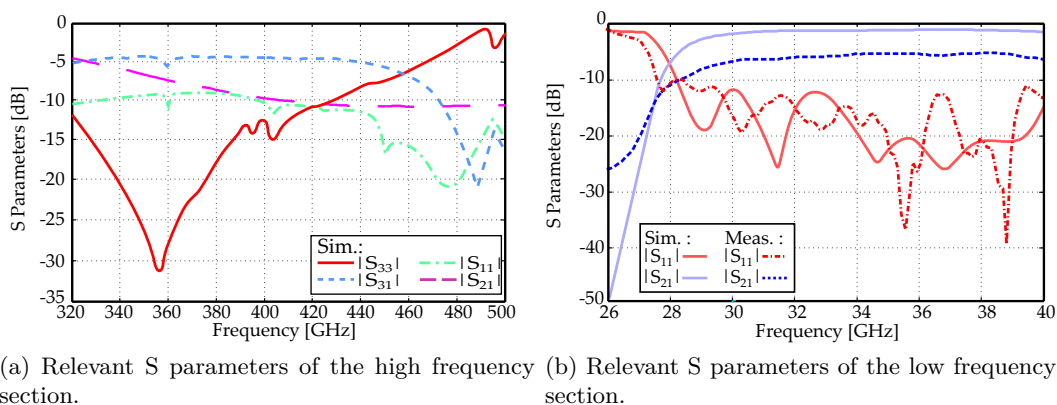 0
-5
-10
-15
-20
-25
-30
-35
S Parameters [dB]
320 340 360 380 400 420 440 460 480 500
Frequency [GHz]
Sim.:
|S33| |S11|
|S31| |S21|
(a) Relevant S parameters of the high frequency
section.
0
-10
-20
-30
-40
-50
S Parameters [dB]
26 28 30 32 34 36 38 40
Frequency [GHz]
Sim. : Meas. :
|S11| |S11|
|S21| |S21|
(b) Relevant S parameters of the low frequency
section.